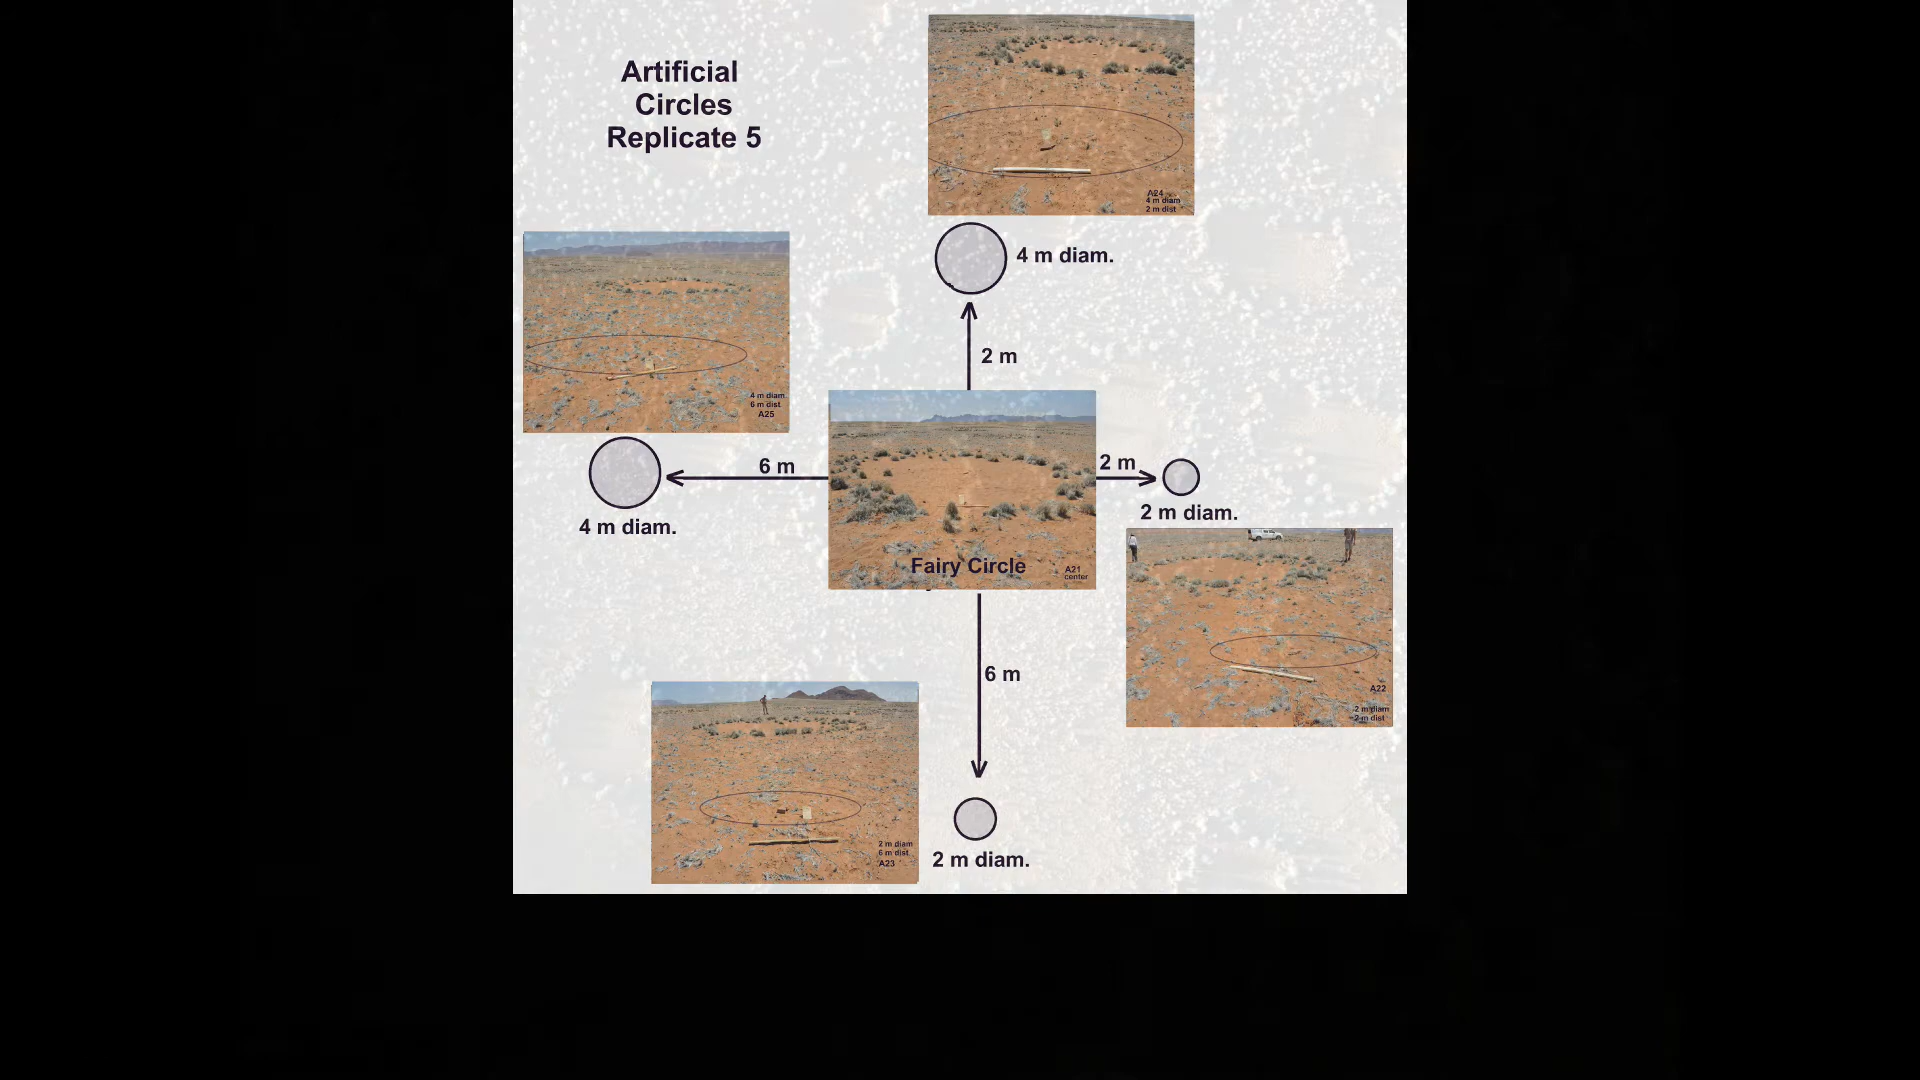 Artificial
Circles
Replicate 5
A24
4 m diam
2 m dist
4 m diam.
2 m
4 m diam
6 m dist
A25
6 m
4 m diam.
2 m
2 m diam.
Fairy Circle
A21
center
A22
2 m diam
2 m dist
6 m
2 m diam
6 m dist
A23
2 m diam.